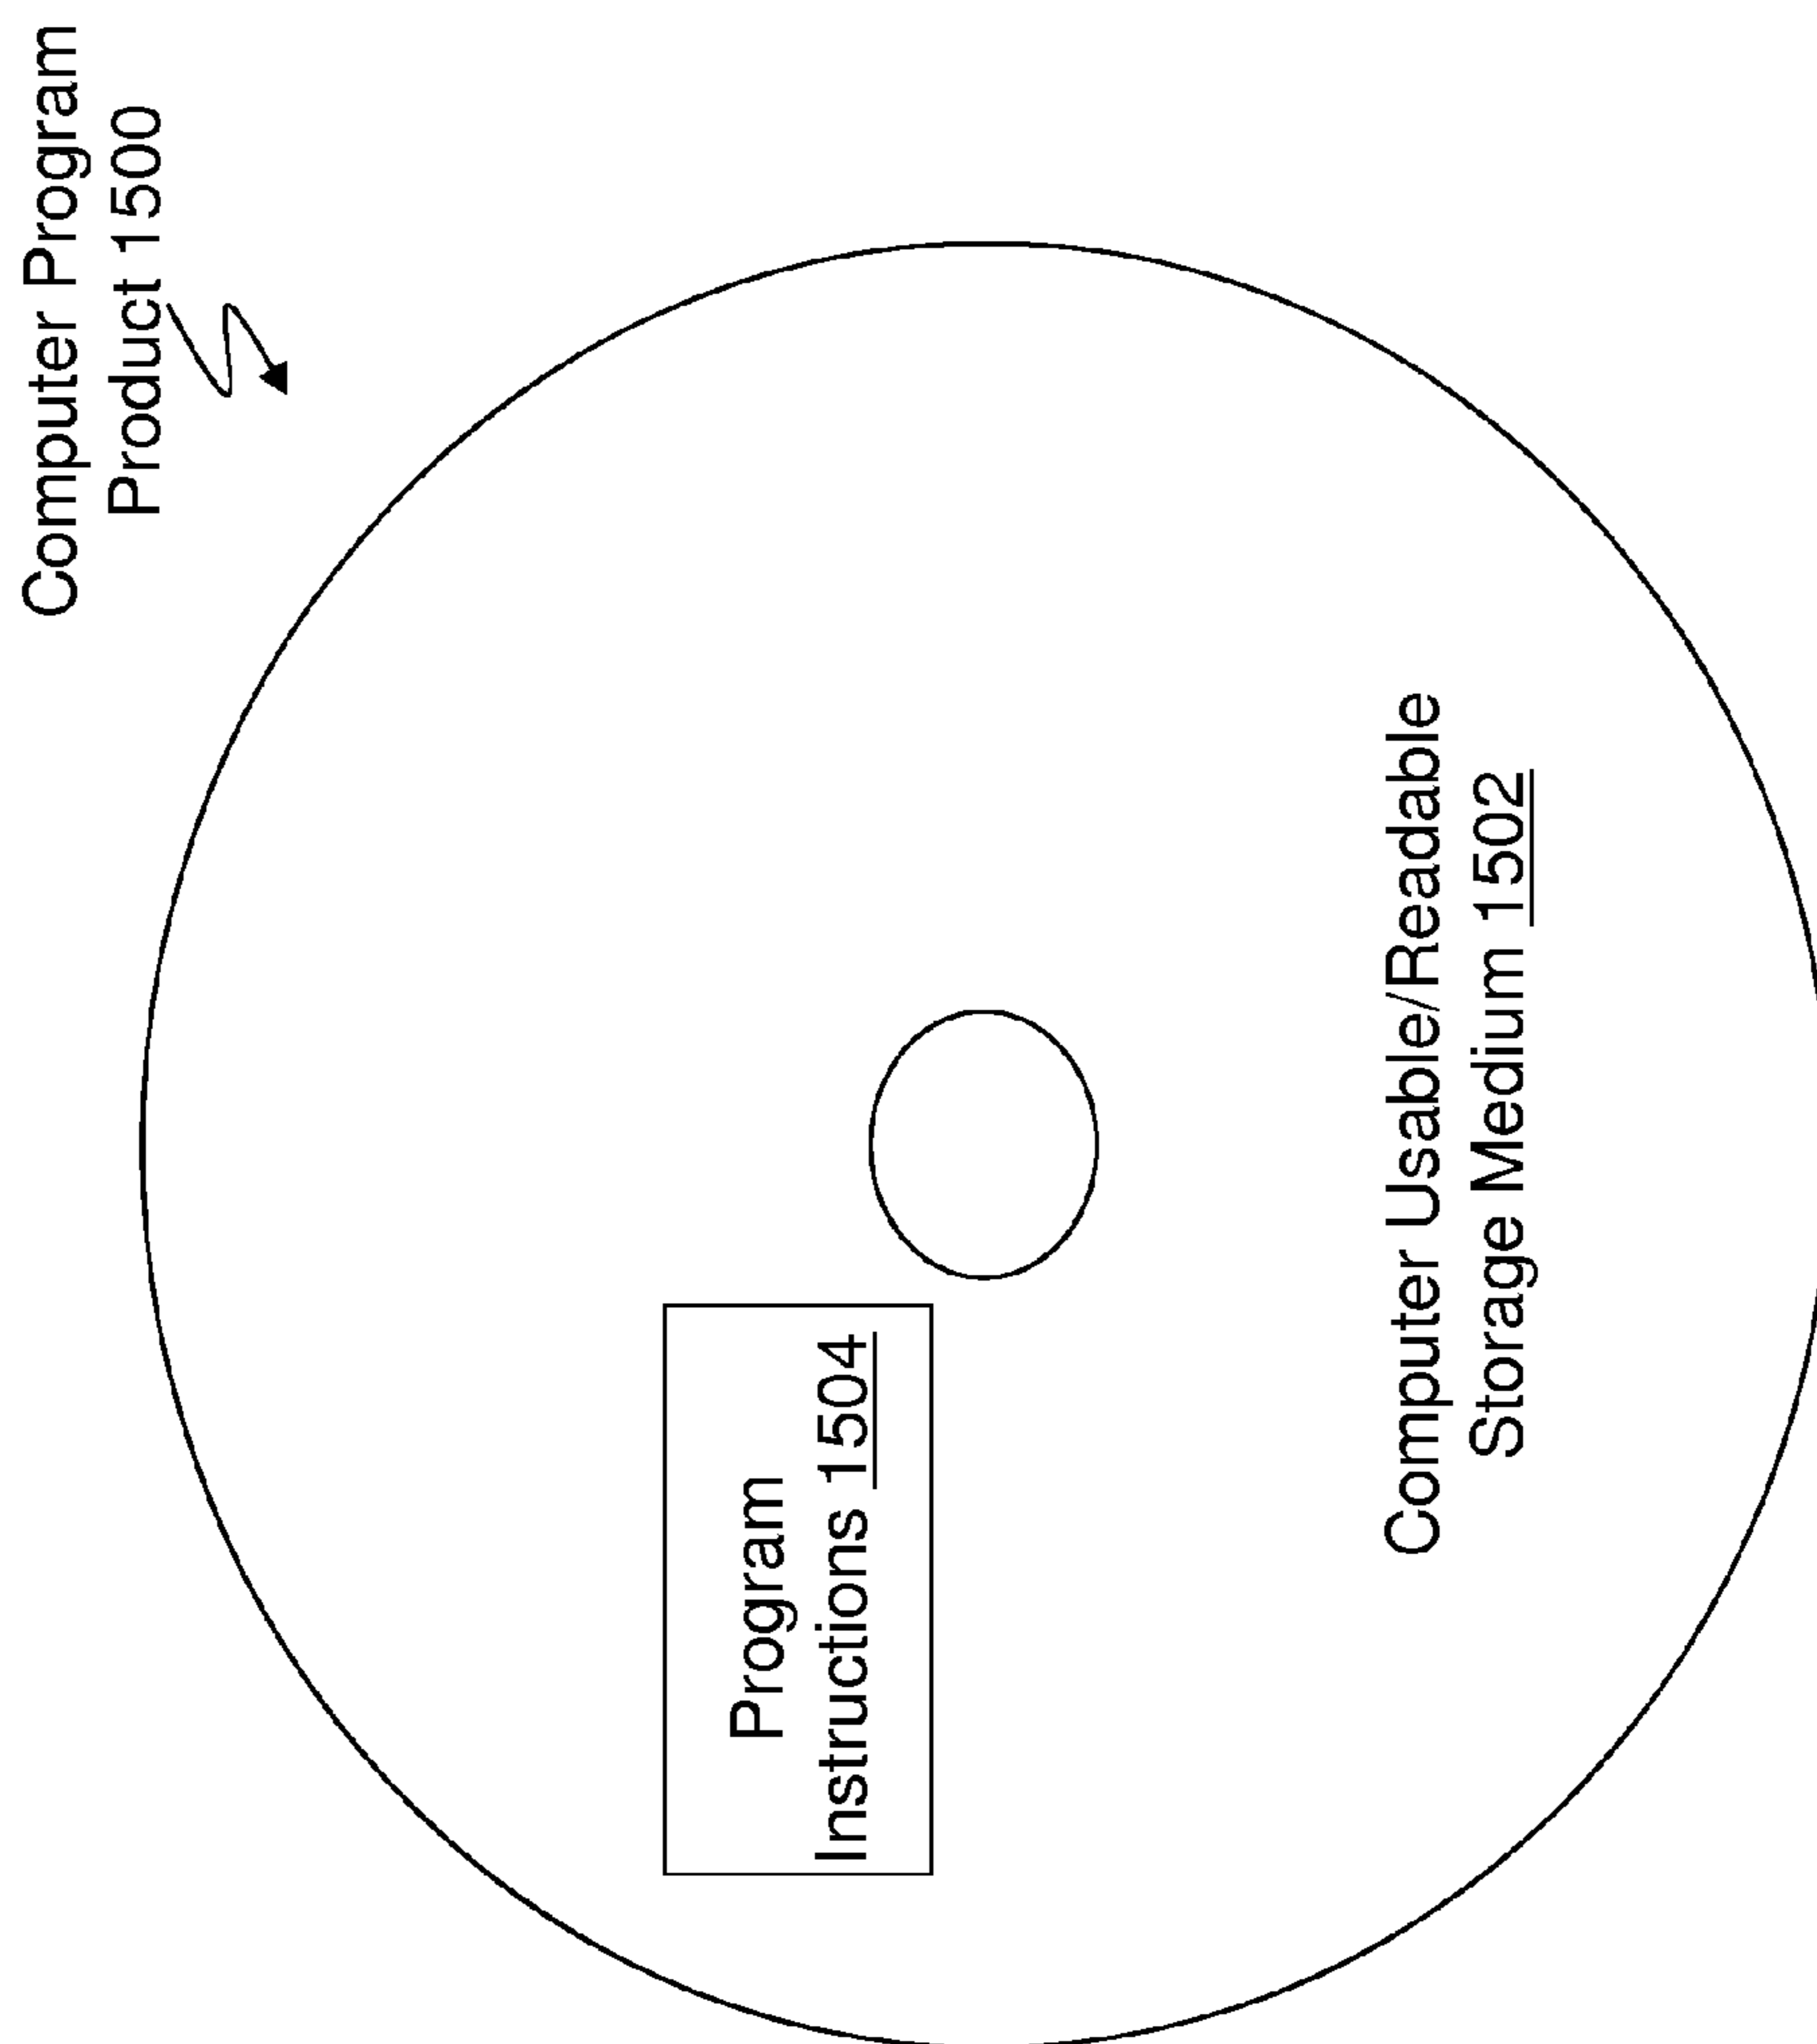 Computer Program
Product 1500
Program
Instructions 1504
Computer Usable/Readable
Storage Medium 1502